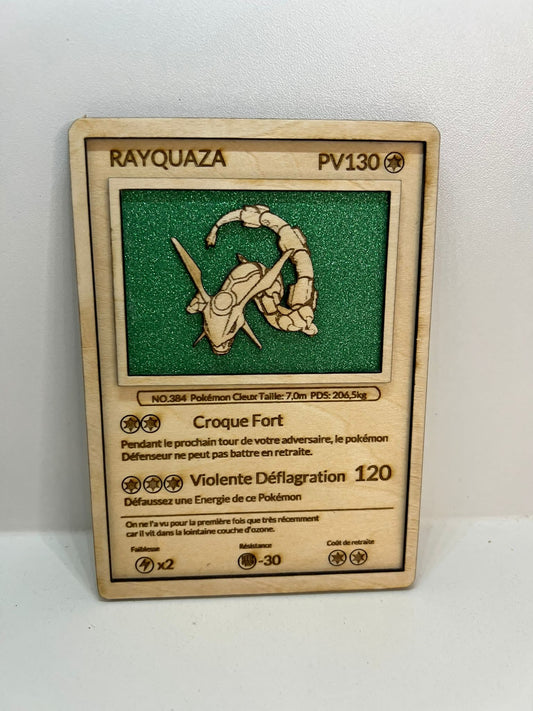 RAYQUAZA PV130
NO.384 Pokémon Cieux Taille: 7,0m PDS: 206,5kg
Croque Fort
Pendant le prochain tour de votre adversaire, le pokémon
Défenseur ne peut pas battre en retraite.
Violente Déflagration 120
Défaussez une Energie de ce Pokémon
On ne l'a vu pour la première fois que très récemment
car il vit dans la lointaine couche d'ozone.
Faiblesse Résistance Coût de retraite
x2 -30